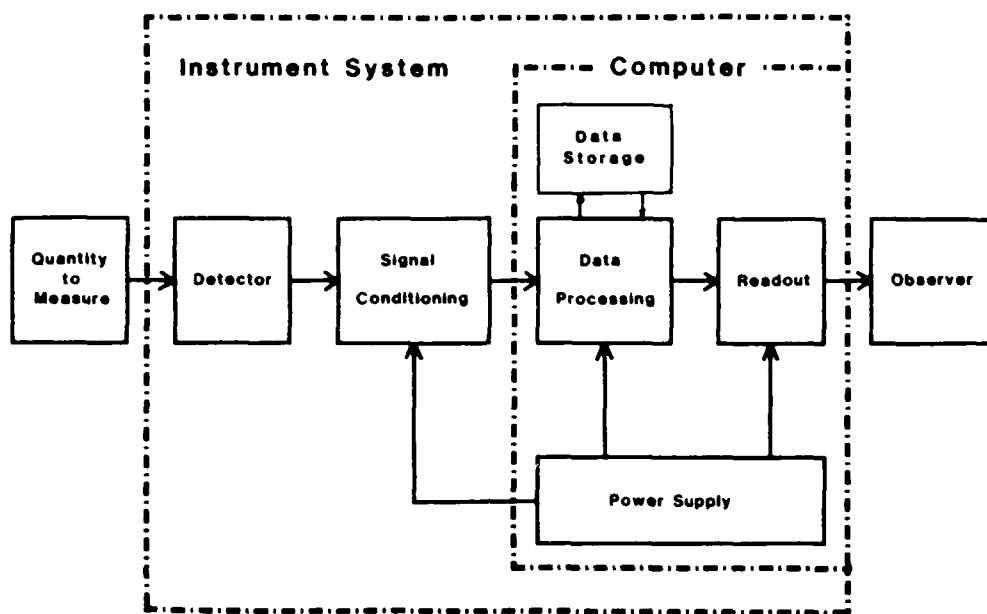 Instrument System
Computer
Data
Storage
Quantity
to
Measure
Detector
Signal
Conditioning
Data
Processing
Readout
Observer
Power Supply